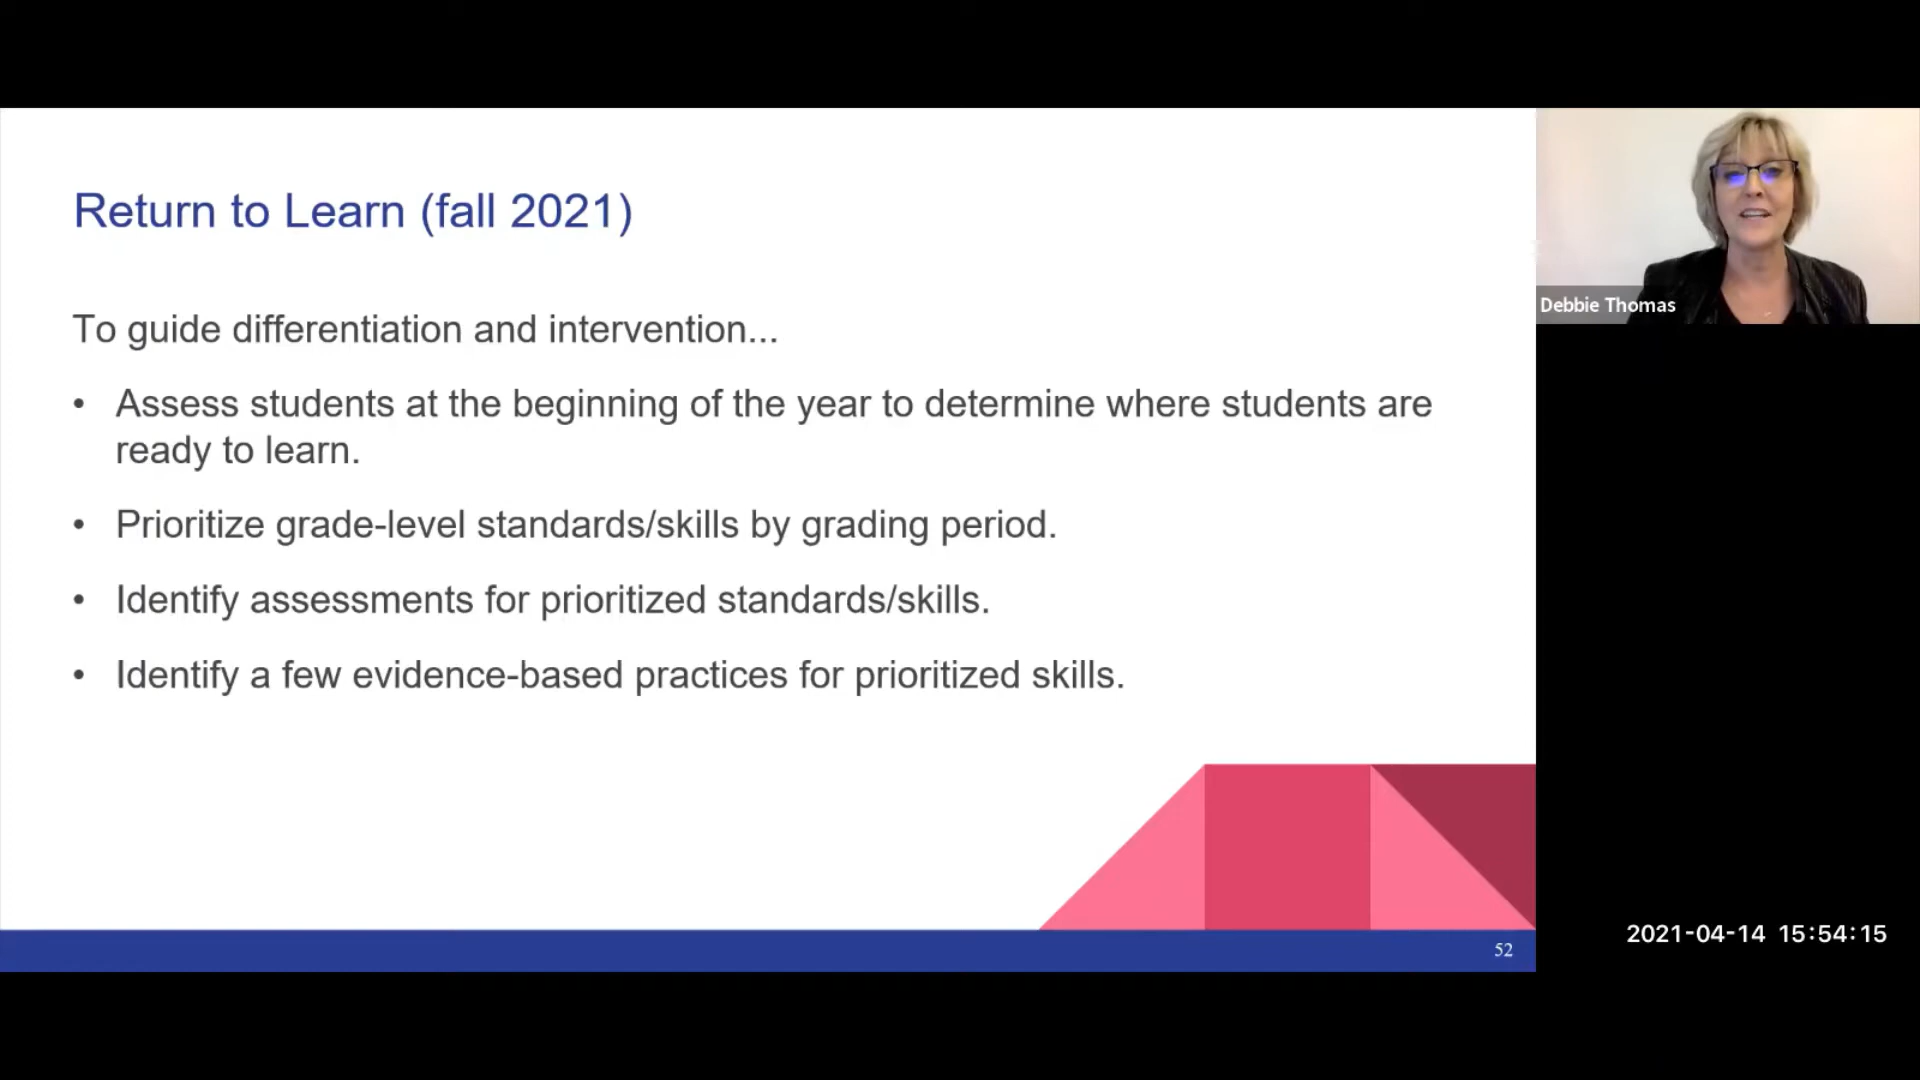 Return to Learn (fall 2021)
To guide differentiation and intervention...
• Assess students at the beginning of the year to determine where students are
ready to learn.
• Prioritize grade-level standards/skills by grading period.
• Identify assessments for prioritized standards/skills.
• Identify a few evidence-based practices for prioritized skills.
52
Debbie Thomas
2021-04-14 15:54:15